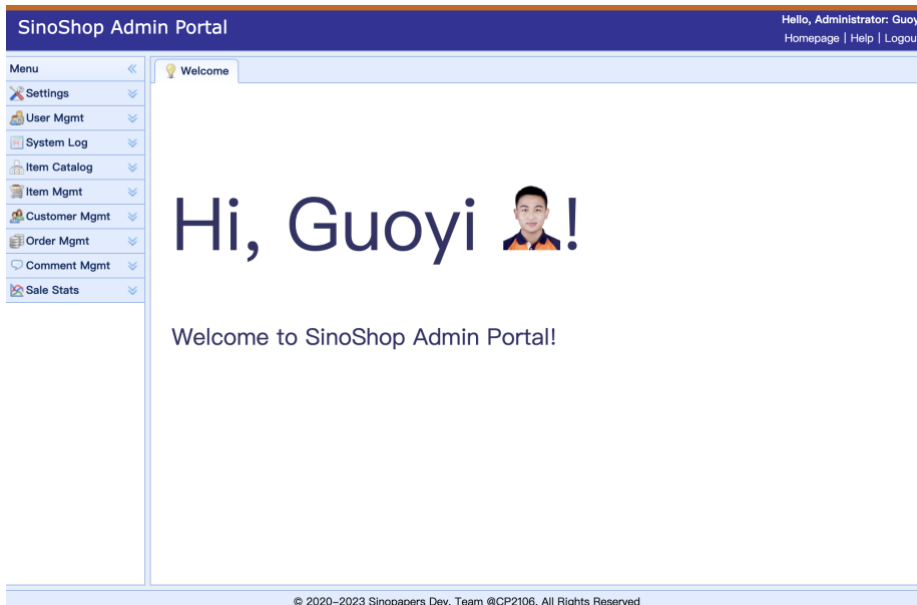 SinoShop Admin Portal
Hello, Administrator: Guoy
Homepage | Help | Logou
Menu
Welcome
Settings
User Mgmt
System Log
Item Catalog
Item Mgmt
Customer Mgmt
Order Mgmt
Comment Mgmt
Sale Stats
Hi, Guoyi !
Welcome to SinoShop Admin Portal!
© 2020–2023 Sinopapers Dev. Team @CP2106. All Rights Reserved